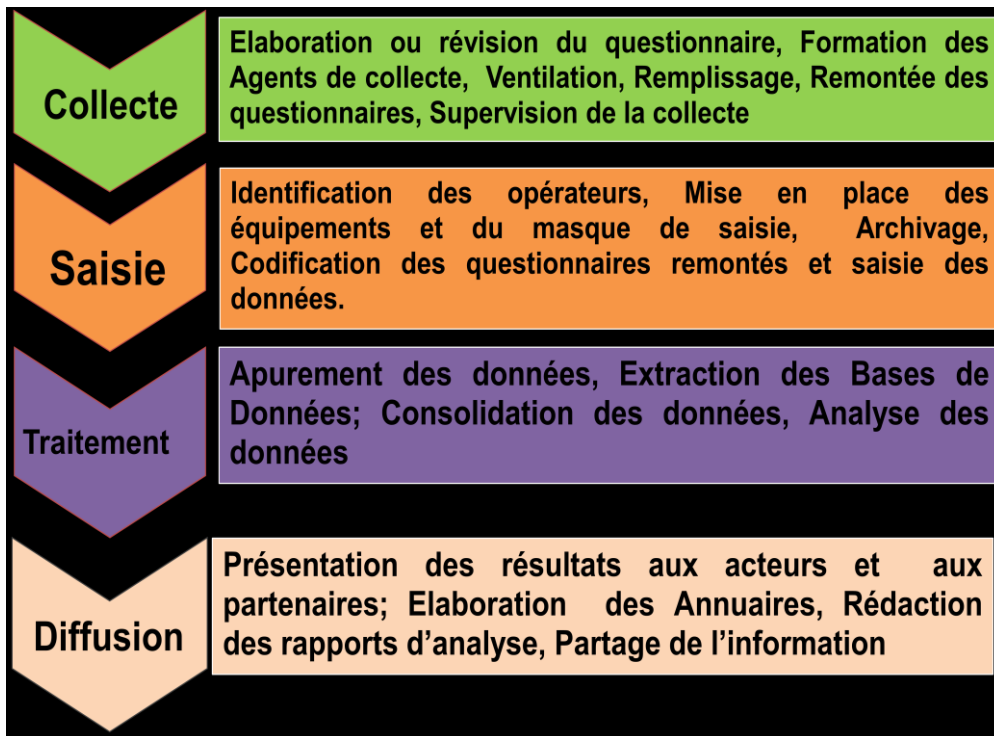 Collecte
Elaboration ou révision du questionnaire, Formation des
Agents de collecte, Ventilation, Remplissage, Remontée des
questionnaires, Supervision de la collecte
Saisie
Identification des opérateurs, Mise en place des
équipements et du masque de saisie, Archivage,
Codification des questionnaires remontés et saisie des
données.
Traitement
Apurement des données, Extraction des Bases de
Données; Consolidation des données, Analyse des
données
Diffusion
Présentation des résultats aux acteurs et aux
partenaires; Elaboration des Annuaires, Rédaction
des rapports d'analyse, Partage de l'information